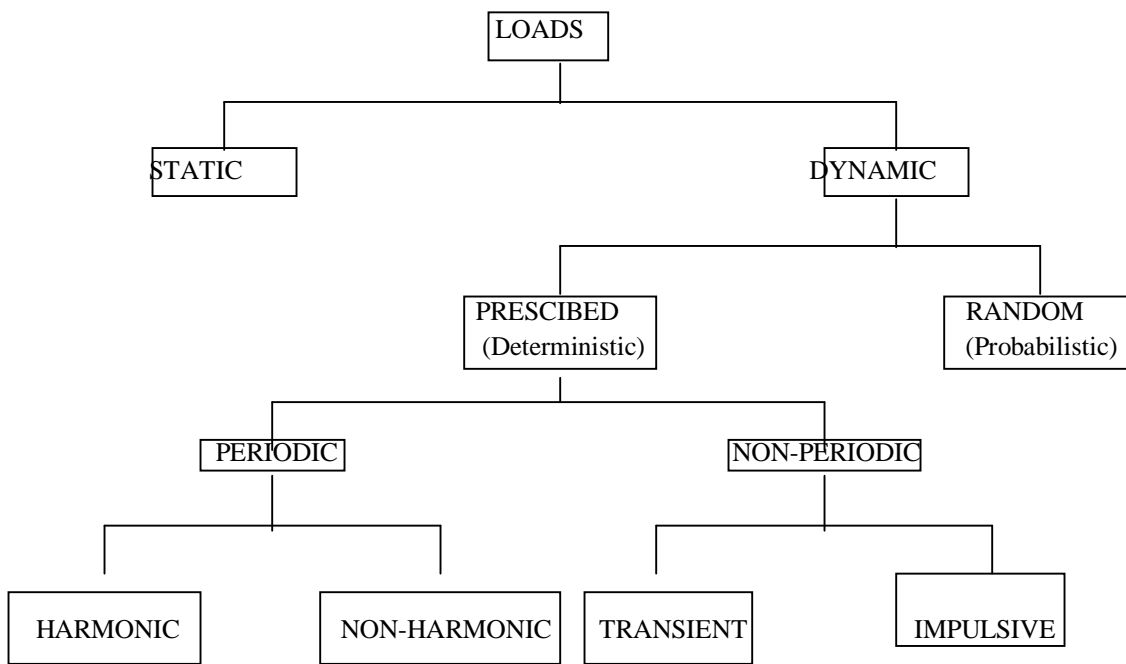 LOADS
STATIC
DYNAMIC
PRESCIBED
(Deterministic)
RANDOM
(Probabilistic)
PERIODIC
NON-PERIODIC
HARMONIC
NON-HARMONIC
TRANSIENT
IMPULSIVE